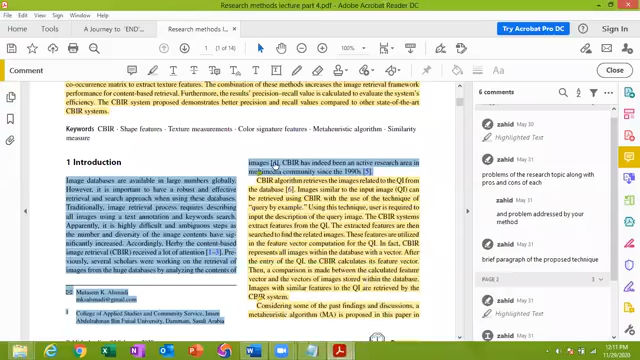 Research methods lecture part 4.pdf - Adobe Acrobat Reader DC
File Edit View Sign Window Help
Home Tools A Journey to 'END'... Research methods l... × Try Acrobat Pro DC Sign In
1 (1 of 14) 100%
Comment Close
co-occurrence matrix to extract texture features. The combination of these methods increases the image retrieval framework
performance for content-based retrieval. Furthermore, the results' precision–recall value is calculated to evaluate the system's
efficiency. The CBIR system proposed demonstrates better precision and recall values compared to other state-of-the-art
CBIR systems.
Keywords CBIR · Shape features · Texture measurements · Color signature features · Metaheuristic algorithm · Similarity
measure
1 Introduction
Image databases are available in large numbers globally.
However, it is important to have a robust and effective
retrieval and search approach when using these databases.
Traditionally, image retrieval process requires describing
all images using a text annotation and keywords search.
Apparently, it is highly difficult and ambiguous steps as
the number and diversity of the image contents have sig-
nificantly increased. Accordingly, Herby the content-based
image retrieval (CBIR) received a lot of attention [1–3]. Pre-
viously, several scholars were working on the retrieval of
images from the huge databases by analyzing the contents of
Mutasem K. Alsmadi
mkalsmadi@gmail.com
1 College of Applied Studies and Community Service, Imam
Abdulrahman Bin Faisal University, Dammam, Saudi Arabia
images [4]. CBIR has indeed been an active research area in
multimedia community since the 1990s [5].
CBIR algorithm retrieves the images related to the QI from
the database [6]. Images similar to the input image (QI) can
be retrieved using CBIR with the use of the technique of
"query by example." Using this technique, user is required to
input the description of the query image. The CBIR systems
extract features from the QI. The extracted features are then
searched to find the related images. These features are utilized
in the feature vector computation for the QI. In fact, CBIR
represents all images within the database with a vector. After
the entry of the QI, the CBIR calculates its feature vector.
Then, a comparison is made between the calculated feature
vector and the vectors of images stored within the database.
Images with similar features to the QI are retrieved by the
CBIR system.
Considering some of the past findings and discussions, a
metaheuristic algorithm (MA) is proposed in this paper in
6 comments
zahid May 30
Highlighted Text
problems of the research topic along
with pros and cons of each
zahid May 31
and problem addressed by your
method
zahid May 21
brief paragraph of the proposed
technique
PAGE 2 3
zahid May 31
Highlighted Text
zahid May 31
12:11 PM
11/29/2020